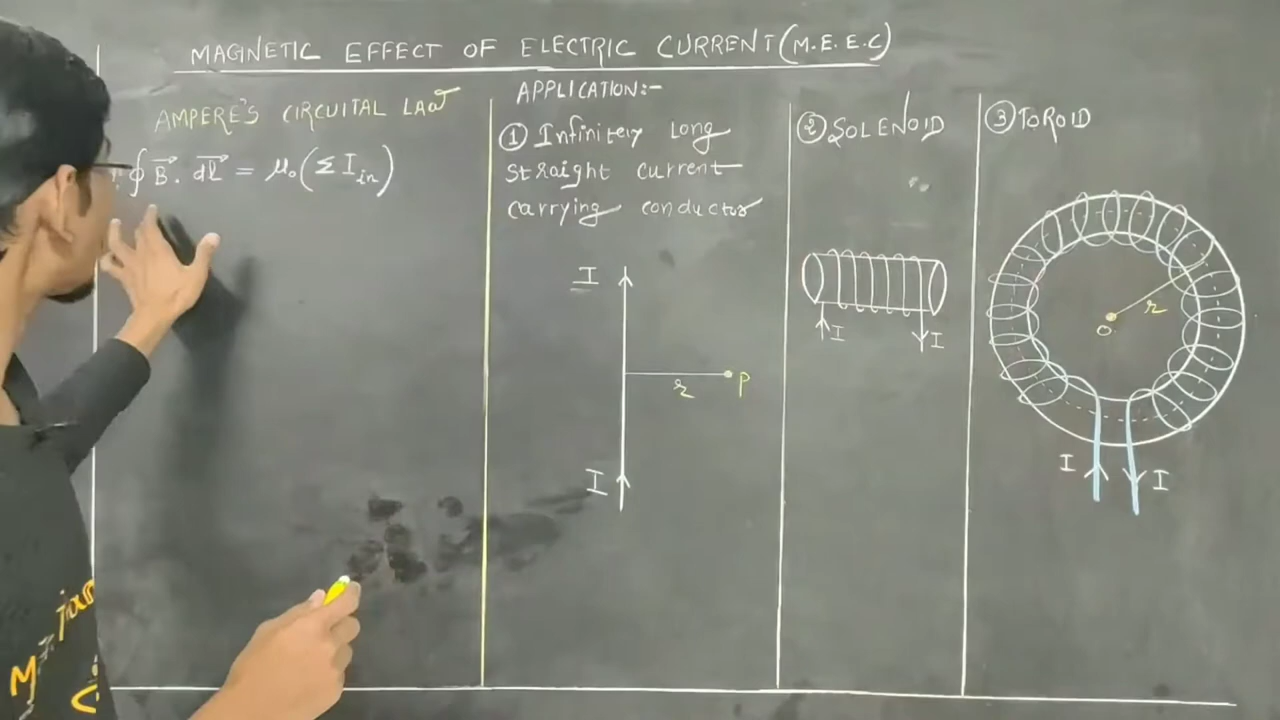 MAGNETIC EFFECT OF ELECTRIC CURRENT (M.E.E.C)
AMPERE'S CIRCUITAL LAW
∮ B⃗ . dl⃗ = μ₀ (Σ I_in)
APPLICATION:-
① Infinitely Long
straight current
carrying conductor
I
r
P
I
② SOLENOID
I
I
③ TOROID
r
O
I
I